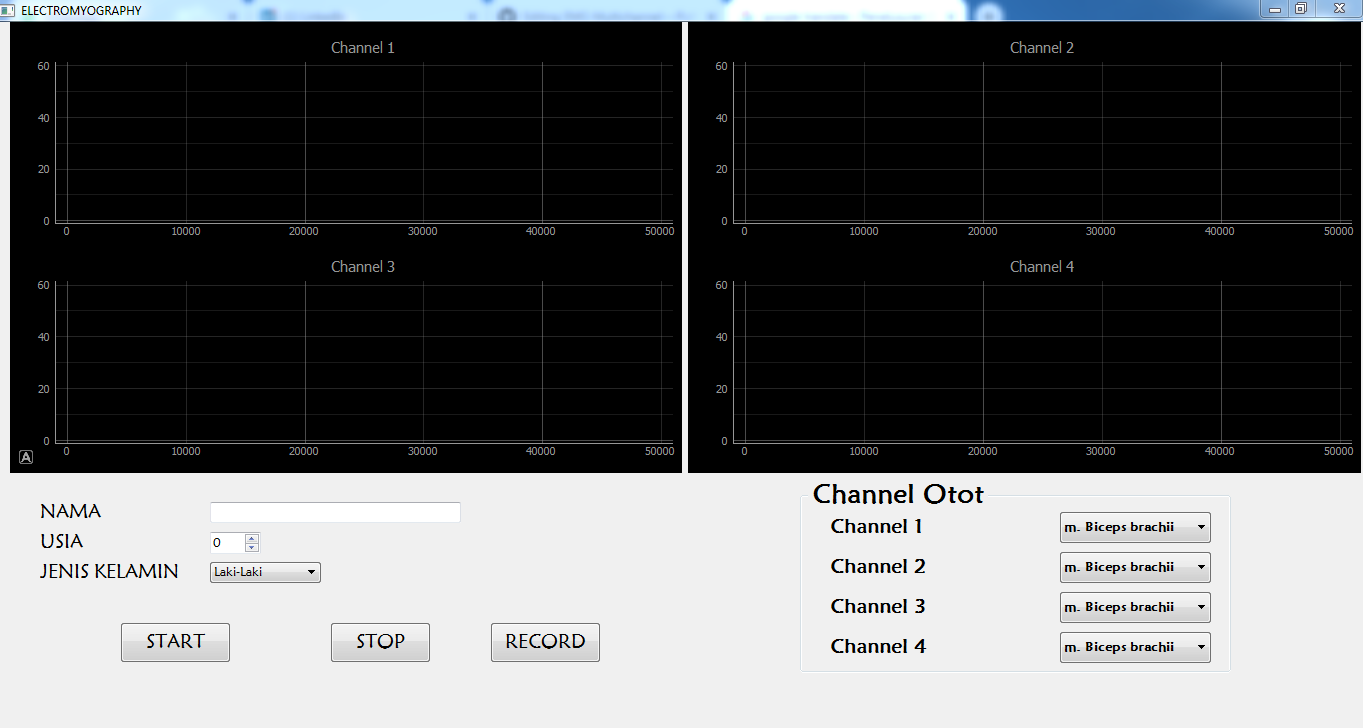 ELECTROMYOGRAPHY
Channel 1
60
40
20
0
0 10000 20000 30000 40000 50000
Channel 2
60
40
20
0
0 10000 20000 30000 40000 50000
Channel 3
60
40
20
0
0 10000 20000 30000 40000 50000
A
Channel 4
60
40
20
0
0 10000 20000 30000 40000 50000
NAMA
USIA 0
JENIS KELAMIN Laki-Laki
START STOP RECORD
Channel Otot
Channel 1 m. Biceps brachii
Channel 2 m. Biceps brachii
Channel 3 m. Biceps brachii
Channel 4 m. Biceps brachii